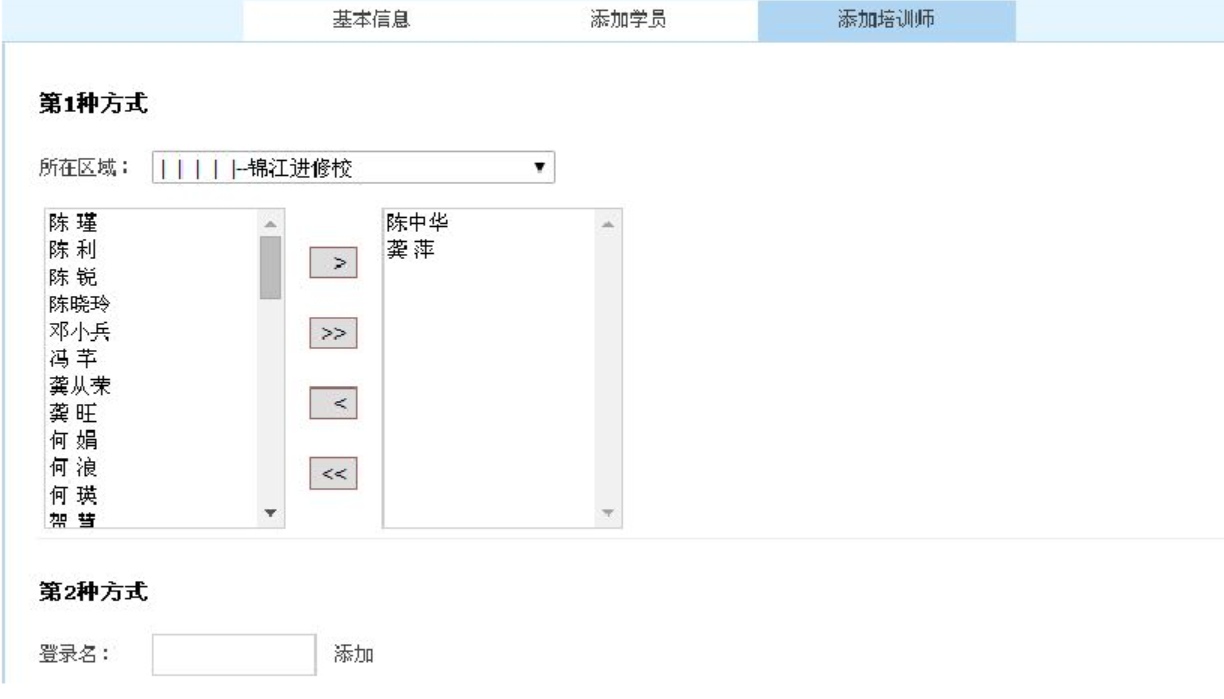 基本信息 添加学员 添加培训师
第1种方式
所在区域： | | | | |--锦江进修校
陈 瑾
陈 利
陈 锐
陈晓玲
邓小兵
冯 芊
龚从荣
龚 旺
何 娟
何 浪
何 瑛
贺 慧
>
>>
<
<<
陈中华
龚 萍
第2种方式
登录名： 添加